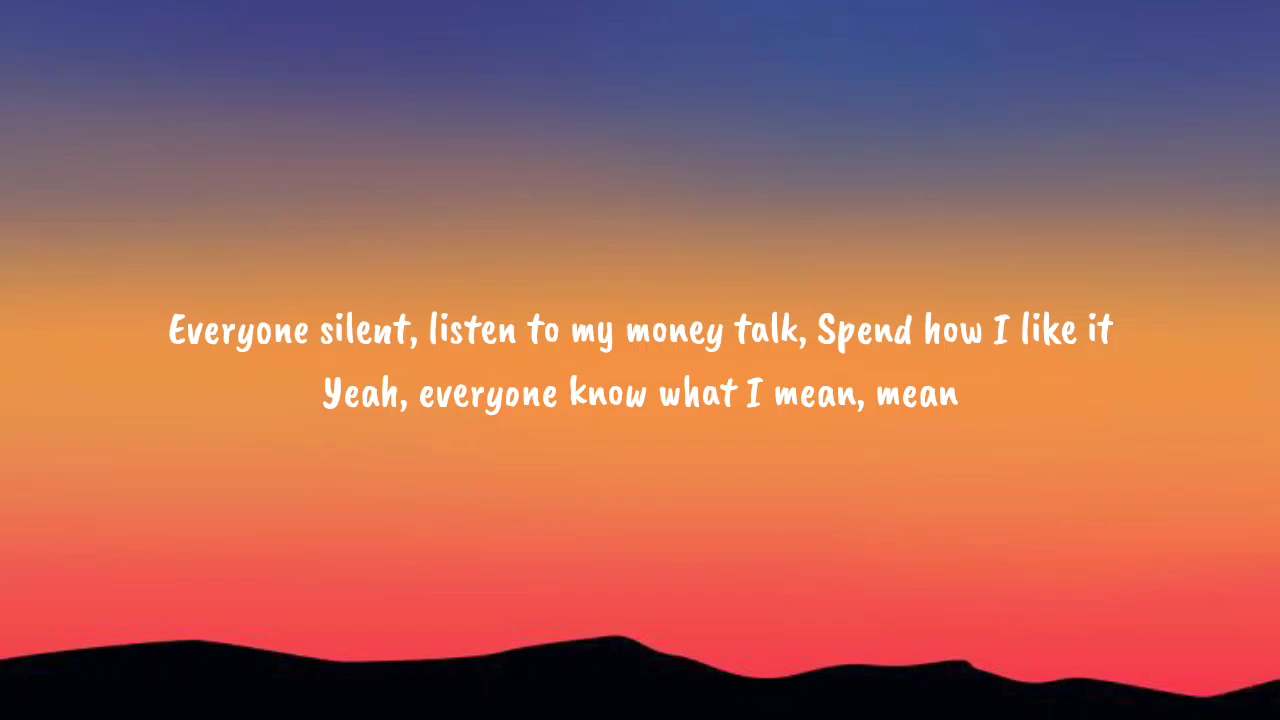 Everyone silent, listen to my money talk, Spend how I like it
Yeah, everyone know what I mean, mean